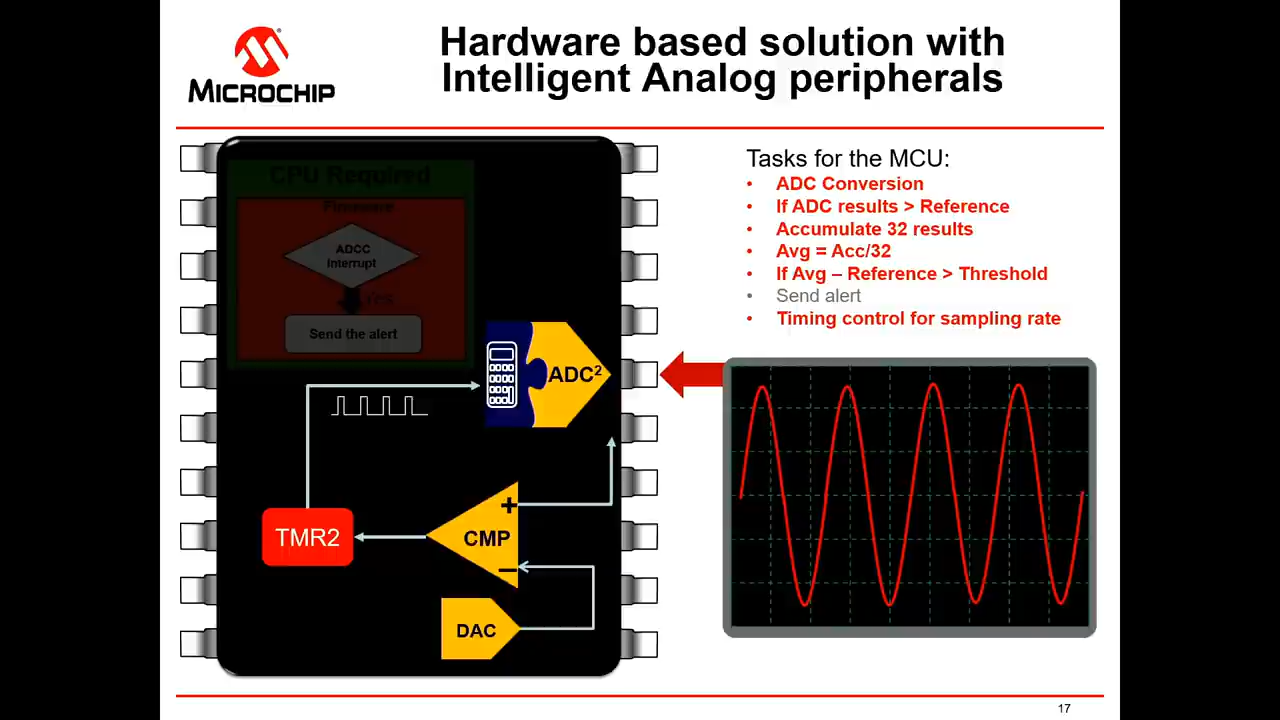 MICROCHIP
Hardware based solution with
Intelligent Analog peripherals
CPU Required
Firmware
ADCC
Interrupt
Yes
Send the alert
ADC²
TMR2
+
CMP
–
DAC
Tasks for the MCU:
• ADC Conversion
• If ADC results > Reference
• Accumulate 32 results
• Avg = Acc/32
• If Avg – Reference > Threshold
• Send alert
• Timing control for sampling rate
17